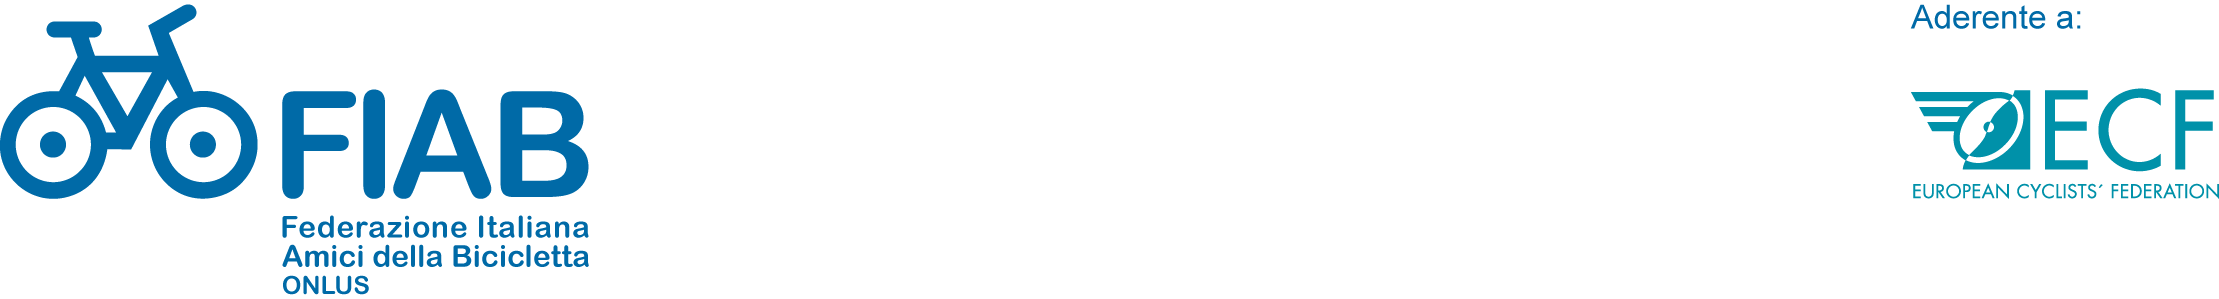 FIAB
Federazione Italiana
Amici della Bicicletta
ONLUS
Aderente a:
ECF
EUROPEAN CYCLISTS´ FEDERATION